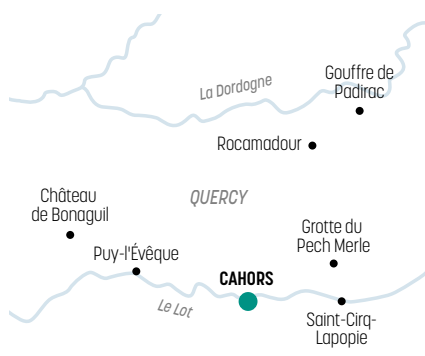 La Dordogne
Gouffre de
Padirac
Rocamadour
QUERCY
Château
de Bonaguil
Puy-l'Évêque
Grotte du
Pech Merle
CAHORS
Le Lot
Saint-Cirq-
Lapopie